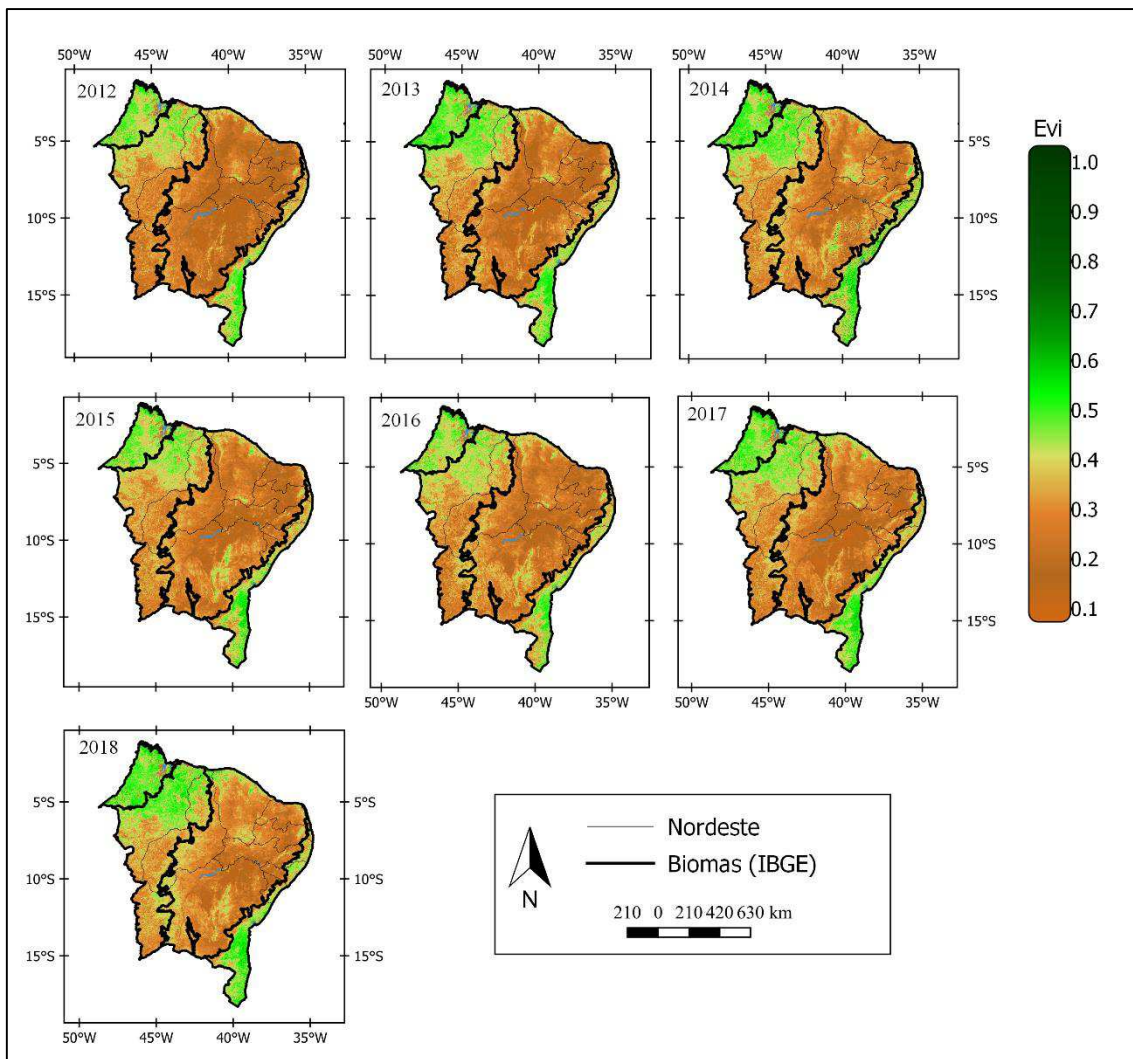 50°W 45°W 40°W 35°W 50°W 45°W 40°W 35°W 50°W 45°W 40°W 35°W
2012 2013 2014
5°S 5°S
10°S 10°S
15°S 15°S
Evi
1.0
0.9
0.8
0.7
0.6
0.5
0.4
0.3
0.2
0.1
2015 2016 2017
5°S 5°S
10°S 10°S
15°S 15°S
50°W 45°W 40°W 35°W 50°W 45°W 40°W 35°W
2018
5°S 5°S
10°S 10°S
15°S 15°S
50°W 45°W 40°W 35°W
Nordeste
Biomas (IBGE)
N
210 0 210 420 630 km